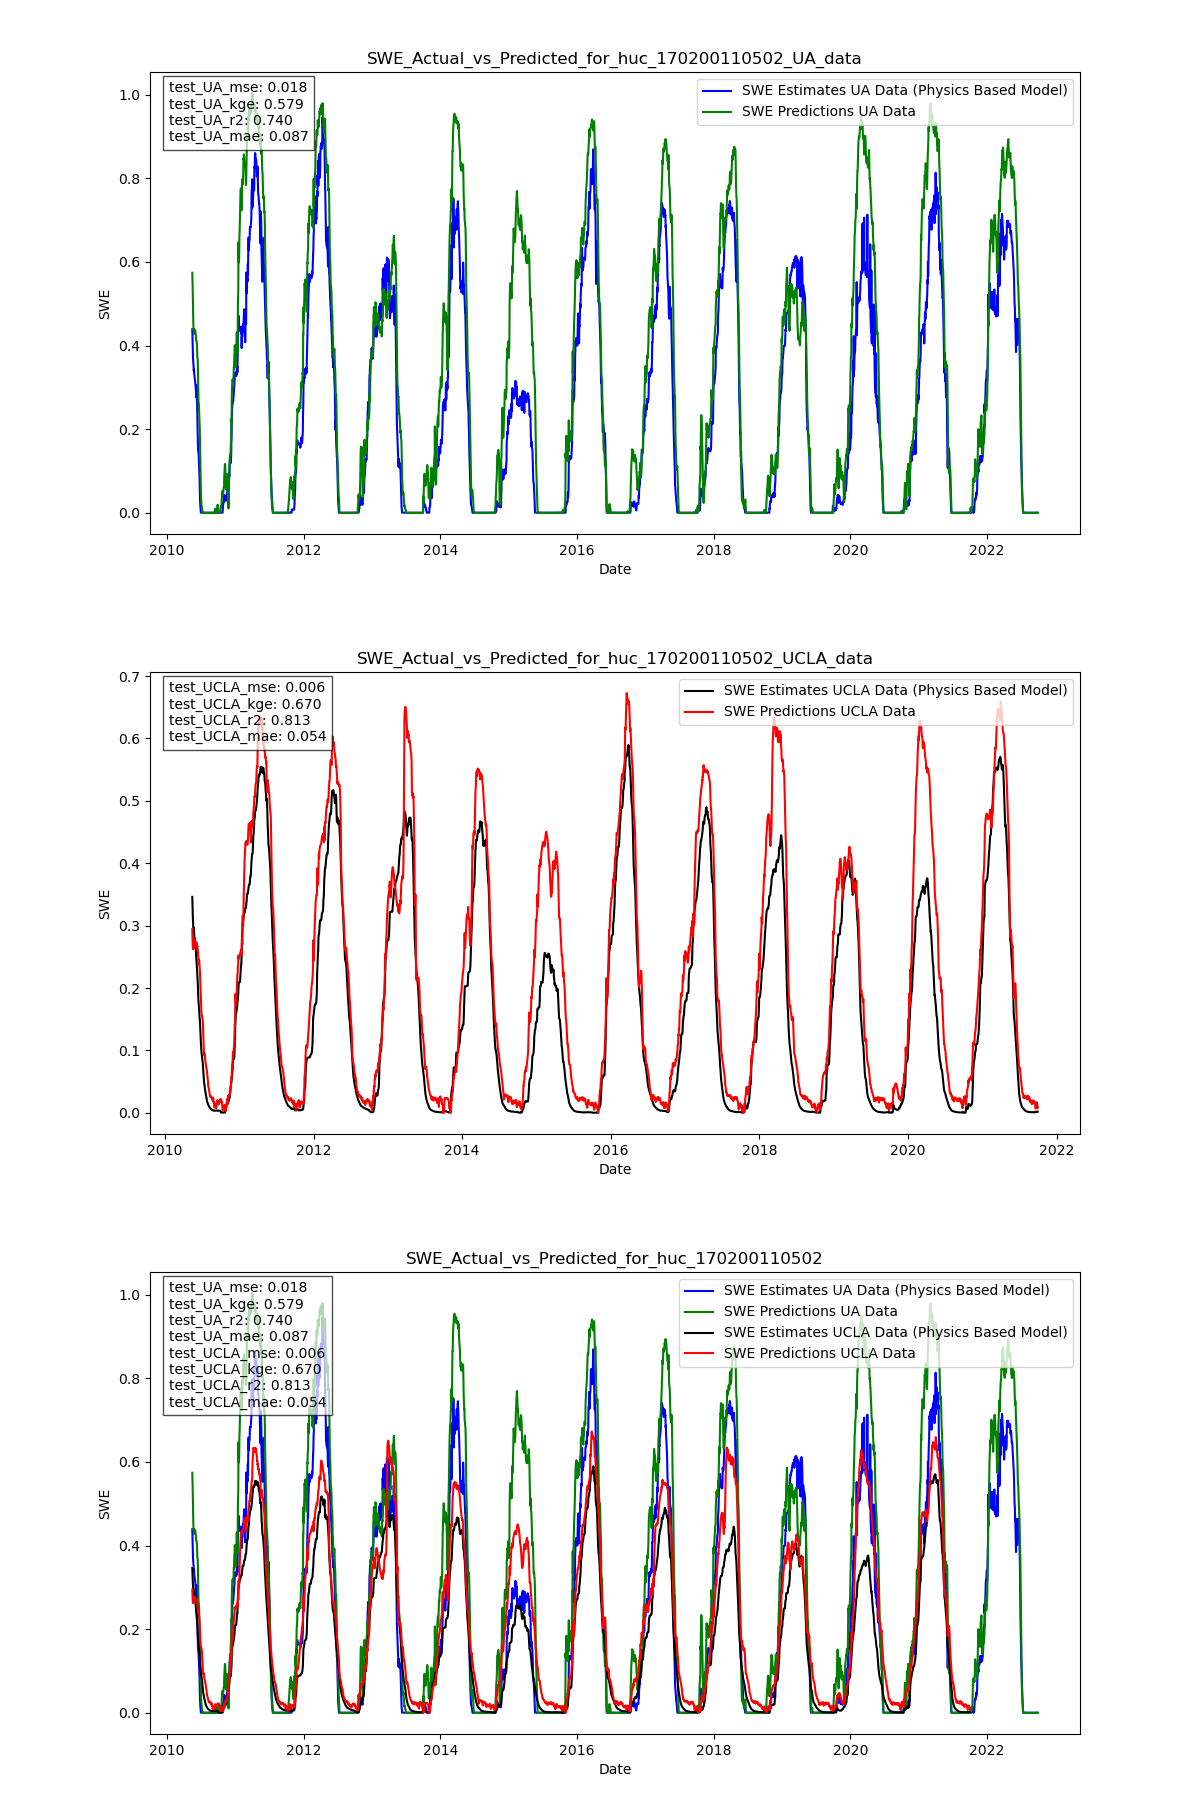 SWE_Actual_vs_Predicted_for_huc_170200110502_UA_data
test_UA_mse: 0.018
test_UA_kge: 0.579
test_UA_r2: 0.740
test_UA_mae: 0.087
SWE Estimates UA Data (Physics Based Model)
SWE Predictions UA Data
1.0
0.8
0.6
0.4
0.2
0.0
SWE
2010 2012 2014 2016 2018 2020 2022
Date
SWE_Actual_vs_Predicted_for_huc_170200110502_UCLA_data
test_UCLA_mse: 0.006
test_UCLA_kge: 0.670
test_UCLA_r2: 0.813
test_UCLA_mae: 0.054
SWE Estimates UCLA Data (Physics Based Model)
SWE Predictions UCLA Data
0.7
0.6
0.5
0.4
0.3
0.2
0.1
0.0
SWE
2010 2012 2014 2016 2018 2020 2022
Date
SWE_Actual_vs_Predicted_for_huc_170200110502
test_UA_mse: 0.018
test_UA_kge: 0.579
test_UA_r2: 0.740
test_UA_mae: 0.087
test_UCLA_mse: 0.006
test_UCLA_kge: 0.670
test_UCLA_r2: 0.813
test_UCLA_mae: 0.054
SWE Estimates UA Data (Physics Based Model)
SWE Predictions UA Data
SWE Estimates UCLA Data (Physics Based Model)
SWE Predictions UCLA Data
1.0
0.8
0.6
0.4
0.2
0.0
SWE
2010 2012 2014 2016 2018 2020 2022
Date